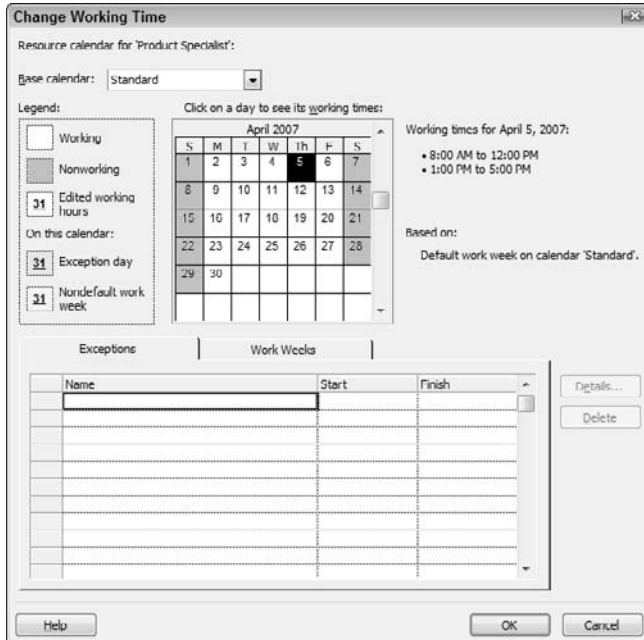 Change Working Time
Resource calendar for 'Product Specialist':
Base calendar: Standard
Legend:
Working
Nonworking
31 Edited working hours
On this calendar:
31 Exception day
31 Nondefault work week
Click on a day to see its working times:
April 2007
S M T W Th F S
1 2 3 4 5 6 7
8 9 10 11 12 13 14
15 16 17 18 19 20 21
22 23 24 25 26 27 28
29 30
Working times for April 5, 2007:
• 8:00 AM to 12:00 PM
• 1:00 PM to 5:00 PM
Based on:
Default work week on calendar 'Standard'.
Exceptions Work Weeks
Name Start Finish
Details...
Delete
Help OK Cancel